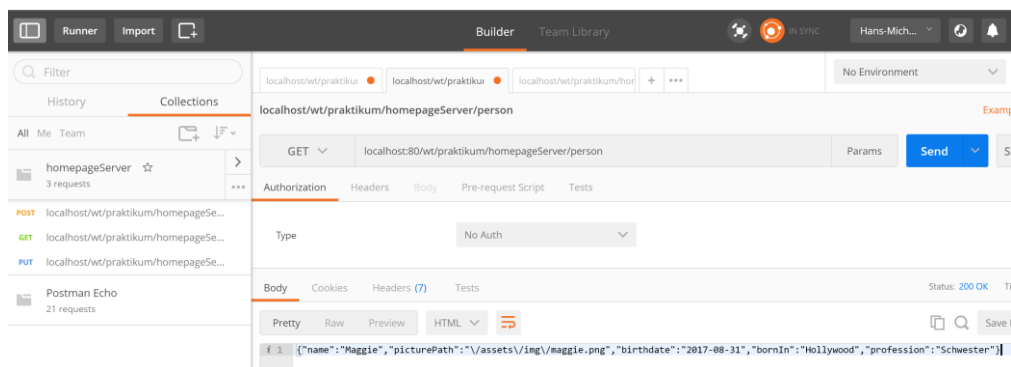 Runner Import Builder Team Library IN SYNC Hans-Mich...
Filter
History Collections
All Me Team
homepageServer
3 requests
POST localhost/wt/praktikum/homepageSe...
GET localhost/wt/praktikum/homepageSe...
PUT localhost/wt/praktikum/homepageSe...
Postman Echo
21 requests
localhost/wt/praktikur localhost/wt/praktikur localhost/wt/praktikum/hor + ••• No Environment
localhost/wt/praktikum/homepageServer/person Examp
GET localhost:80/wt/praktikum/homepageServer/person Params Send S
Authorization Headers Body Pre-request Script Tests
Type No Auth
Body Cookies Headers (7) Tests Status: 200 OK Ti
Pretty Raw Preview HTML Save
i 1 {"name":"Maggie","picturePath":"\/assets\/img\/maggie.png","birthdate":"2017-08-31","bornIn":"Hollywood","profession":"Schwester"}